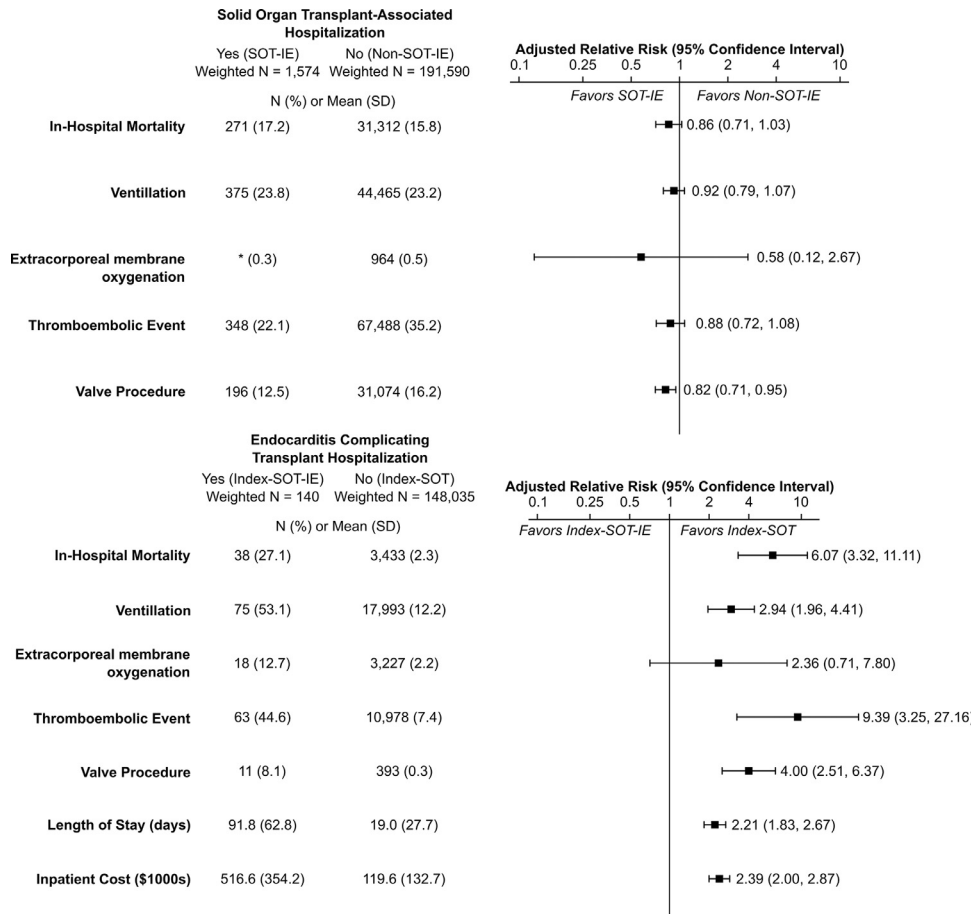 Solid Organ Transplant-Associated
Hospitalization
Yes (SOT-IE) No (Non-SOT-IE)
Weighted N = 1,574 Weighted N = 191,590
N (%) or Mean (SD)
Adjusted Relative Risk (95% Confidence Interval)
0.1 0.25 0.5 1 2 4 10
Favors SOT-IE Favors Non-SOT-IE
In-Hospital Mortality 271 (17.2) 31,312 (15.8) 0.86 (0.71, 1.03)
Ventillation 375 (23.8) 44,465 (23.2) 0.92 (0.79, 1.07)
Extracorporeal membrane
oxygenation * (0.3) 964 (0.5) 0.58 (0.12, 2.67)
Thromboembolic Event 348 (22.1) 67,488 (35.2) 0.88 (0.72, 1.08)
Valve Procedure 196 (12.5) 31,074 (16.2) 0.82 (0.71, 0.95)
Endocarditis Complicating
Transplant Hospitalization
Yes (Index-SOT-IE) No (Index-SOT)
Weighted N = 140 Weighted N = 148,035
N (%) or Mean (SD)
Adjusted Relative Risk (95% Confidence Interval)
0.1 0.25 0.5 1 2 4 10
Favors Index-SOT-IE Favors Index-SOT
In-Hospital Mortality 38 (27.1) 3,433 (2.3) 6.07 (3.32, 11.11)
Ventillation 75 (53.1) 17,993 (12.2) 2.94 (1.96, 4.41)
Extracorporeal membrane
oxygenation 18 (12.7) 3,227 (2.2) 2.36 (0.71, 7.80)
Thromboembolic Event 63 (44.6) 10,978 (7.4) 9.39 (3.25, 27.16)
Valve Procedure 11 (8.1) 393 (0.3) 4.00 (2.51, 6.37)
Length of Stay (days) 91.8 (62.8) 19.0 (27.7) 2.21 (1.83, 2.67)
Inpatient Cost ($1000s) 516.6 (354.2) 119.6 (132.7) 2.39 (2.00, 2.87)